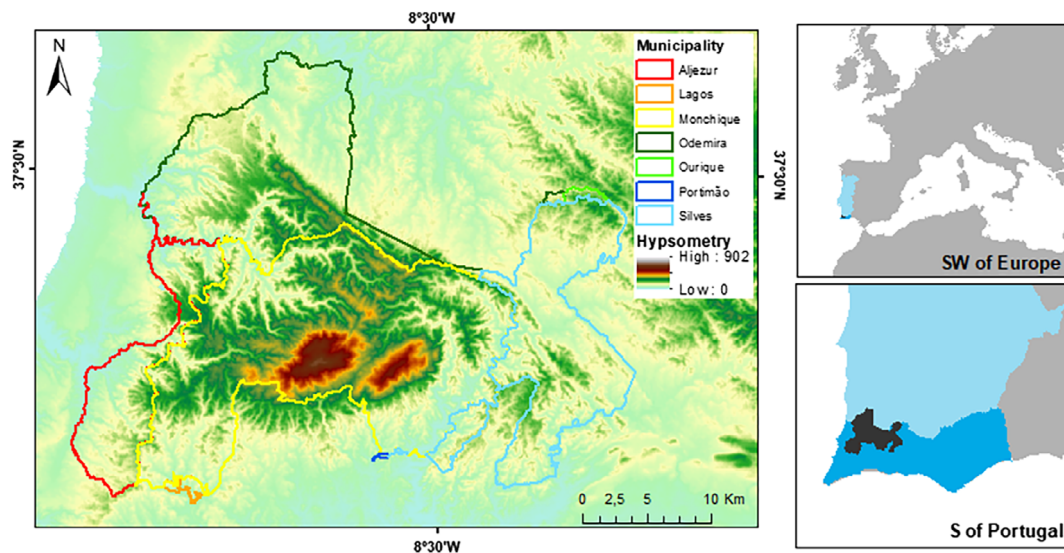 8°30'W
N
37°30'N
Municipality
Aljezur
Lagos
Monchique
Odemira
Ourique
Portimão
Silves
Hypsometry
High : 902
Low : 0
37°30'N
0 2,5 5 10 Km
8°30'W
SW of Europe
S of Portugal